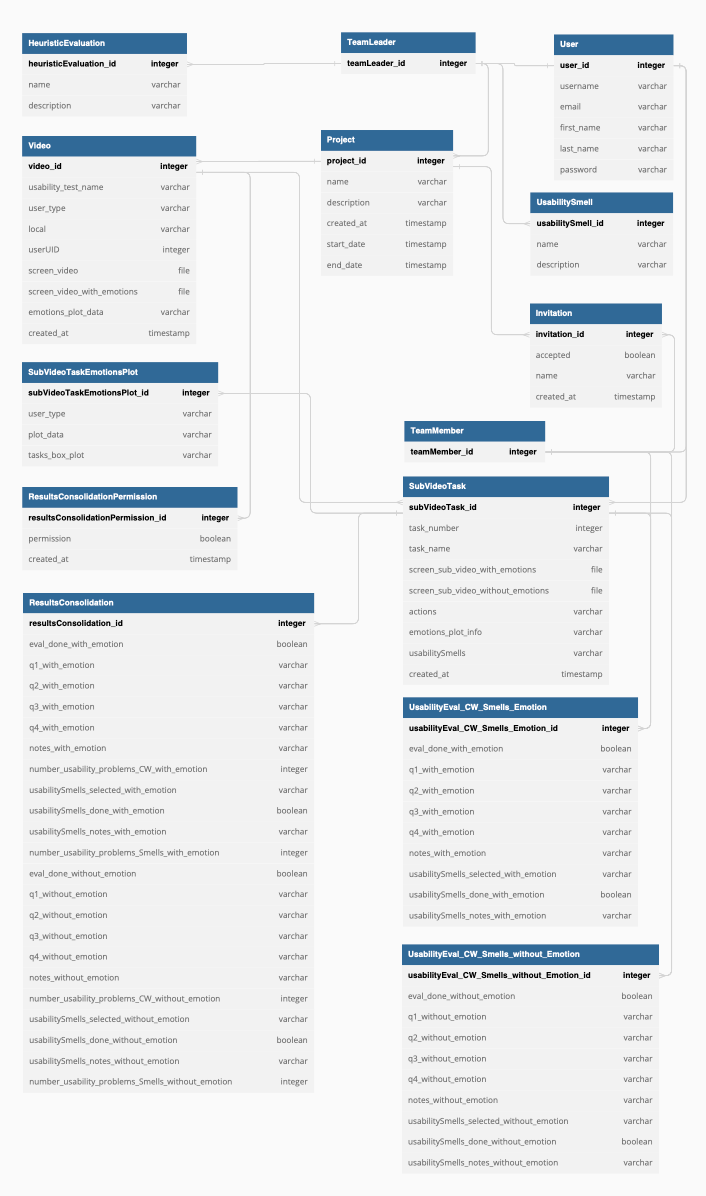 HeuristicEvaluation
heuristicEvaluation_id integer
name varchar
description varchar
TeamLeader
teamLeader_id integer
User
user_id integer
username varchar
email varchar
first_name varchar
last_name varchar
password varchar
Video
video_id integer
usability_test_name varchar
user_type varchar
local varchar
userUID integer
screen_video file
screen_video_with_emotions file
emotions_plot_data varchar
created_at timestamp
Project
project_id integer
name varchar
description varchar
created_at timestamp
start_date timestamp
end_date timestamp
UsabilitySmell
usabilitySmell_id integer
name varchar
description varchar
Invitation
invitation_id integer
accepted boolean
name varchar
created_at timestamp
SubVideoTaskEmotionsPlot
subVideoTaskEmotionsPlot_id integer
user_type varchar
plot_data varchar
tasks_box_plot varchar
TeamMember
teamMember_id integer
ResultsConsolidationPermission
resultsConsolidationPermission_id integer
permission boolean
created_at timestamp
SubVideoTask
subVideoTask_id integer
task_number integer
task_name varchar
screen_sub_video_with_emotions file
screen_sub_video_without_emotions file
actions varchar
emotions_plot_info varchar
usabilitySmells varchar
created_at timestamp
ResultsConsolidation
resultsConsolidation_id integer
eval_done_with_emotion boolean
q1_with_emotion varchar
q2_with_emotion varchar
q3_with_emotion varchar
q4_with_emotion varchar
notes_with_emotion varchar
number_usability_problems_CW_with_emotion integer
usabilitySmells_selected_with_emotion varchar
usabilitySmells_done_with_emotion boolean
usabilitySmells_notes_with_emotion varchar
number_usability_problems_Smells_with_emotion integer
eval_done_without_emotion boolean
q1_without_emotion varchar
q2_without_emotion varchar
q3_without_emotion varchar
q4_without_emotion varchar
notes_without_emotion varchar
number_usability_problems_CW_without_emotion integer
usabilitySmells_selected_without_emotion varchar
usabilitySmells_done_without_emotion boolean
usabilitySmells_notes_without_emotion varchar
number_usability_problems_Smells_without_emotion integer
UsabilityEval_CW_Smells_Emotion
usabilityEval_CW_Smells_Emotion_id integer
eval_done_with_emotion boolean
q1_with_emotion varchar
q2_with_emotion varchar
q3_with_emotion varchar
q4_with_emotion varchar
notes_with_emotion varchar
usabilitySmells_selected_with_emotion varchar
usabilitySmells_done_with_emotion boolean
usabilitySmells_notes_with_emotion varchar
UsabilityEval_CW_Smells_without_Emotion
usabilityEval_CW_Smells_without_Emotion_id integer
eval_done_without_emotion boolean
q1_without_emotion varchar
q2_without_emotion varchar
q3_without_emotion varchar
q4_without_emotion varchar
notes_without_emotion varchar
usabilitySmells_selected_without_emotion varchar
usabilitySmells_done_without_emotion boolean
usabilitySmells_notes_without_emotion varchar